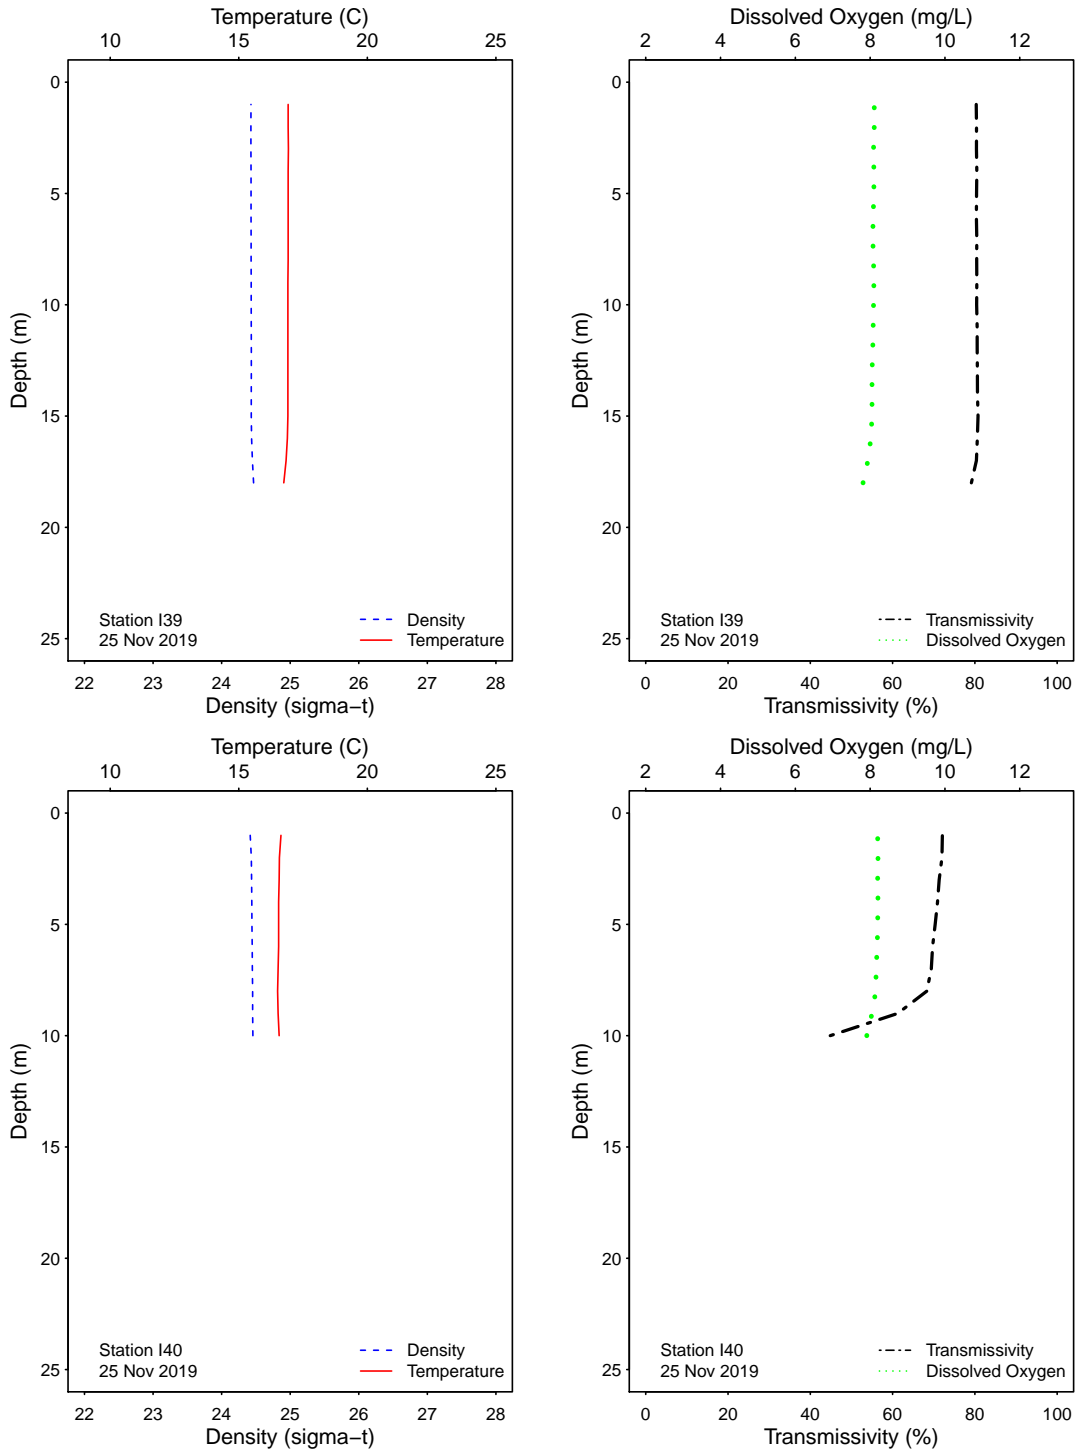 Temperature (C)
10 15 20 25
0
5
10
15
20
25
Depth (m)
Station I39
25 Nov 2019
Density
Temperature
22 23 24 25 26 27 28
Density (sigma−t)
Dissolved Oxygen (mg/L)
2 4 6 8 10 12
0
5
10
15
20
25
Depth (m)
Station I39
25 Nov 2019
Transmissivity
Dissolved Oxygen
0 20 40 60 80 100
Transmissivity (%)
Temperature (C)
10 15 20 25
0
5
10
15
20
25
Depth (m)
Station I40
25 Nov 2019
Density
Temperature
22 23 24 25 26 27 28
Density (sigma−t)
Dissolved Oxygen (mg/L)
2 4 6 8 10 12
0
5
10
15
20
25
Depth (m)
Station I40
25 Nov 2019
Transmissivity
Dissolved Oxygen
0 20 40 60 80 100
Transmissivity (%)